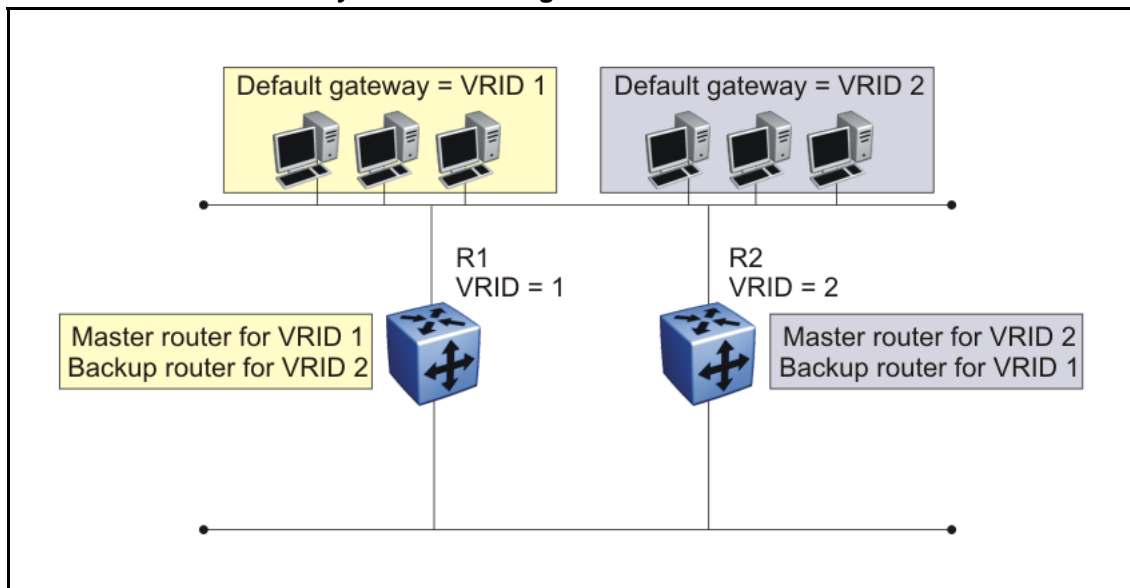 Default gateway = VRID 1
Default gateway = VRID 2
R1
VRID = 1
R2
VRID = 2
Master router for VRID 1
Backup router for VRID 2
Master router for VRID 2
Backup router for VRID 1